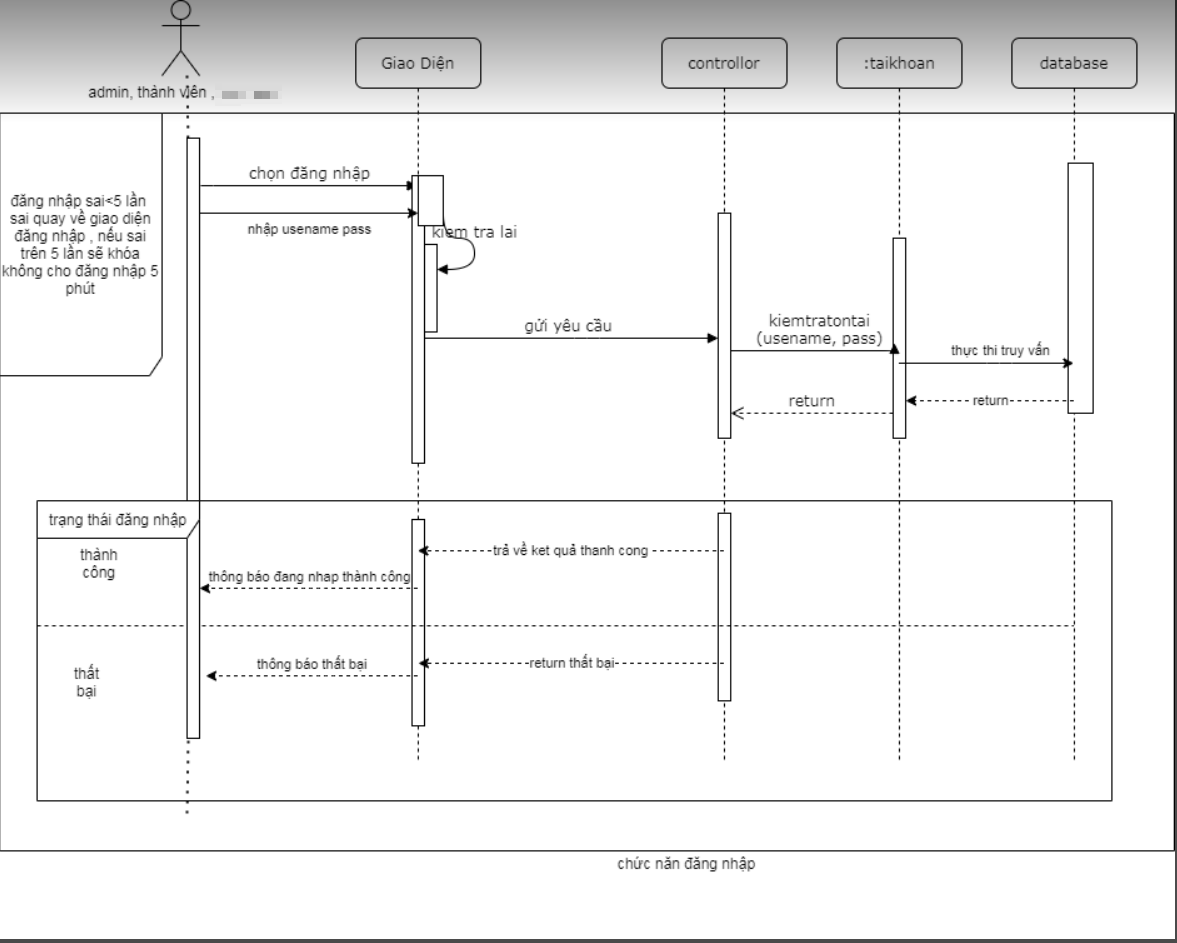 admin, thành viên ,
Giao Diện
controllor
:taikhoan
database
đăng nhập sai<5 lần
sai quay về giao diện
đăng nhập , nếu sai
trên 5 lần sẽ khóa
không cho đăng nhập 5
phút
chọn đăng nhập
nhập usename pass
kiem tra lai
gửi yêu cầu
kiemtratontai
(usename, pass)
thực thi truy vấn
return
return
trạng thái đăng nhập
thành
công
trả về ket quả thanh cong
thông báo đang nhap thành công
thất
bại
thông báo thất bại
return thất bại
chức năn đăng nhập